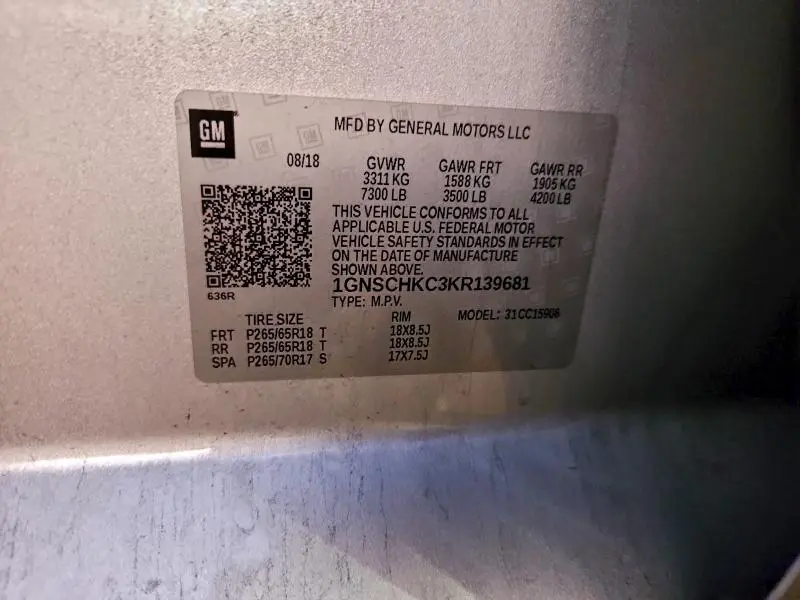 GM
MFD BY GENERAL MOTORS LLC
08/18 GVWR GAWR FRT GAWR RR
3311 KG 1588 KG 1905 KG
7300 LB 3500 LB 4200 LB
THIS VEHICLE CONFORMS TO ALL
APPLICABLE U.S. FEDERAL MOTOR
VEHICLE SAFETY STANDARDS IN EFFECT
ON THE DATE OF MANUFACTURE
SHOWN ABOVE.
1GNSCHKC3KR139681
636R
TYPE: M.P.V.
TIRE SIZE RIM MODEL: 31CC15906
FRT P265/65R18 T 18X8.5J
RR P265/65R18 T 18X8.5J
SPA P265/70R17 S 17X7.5J